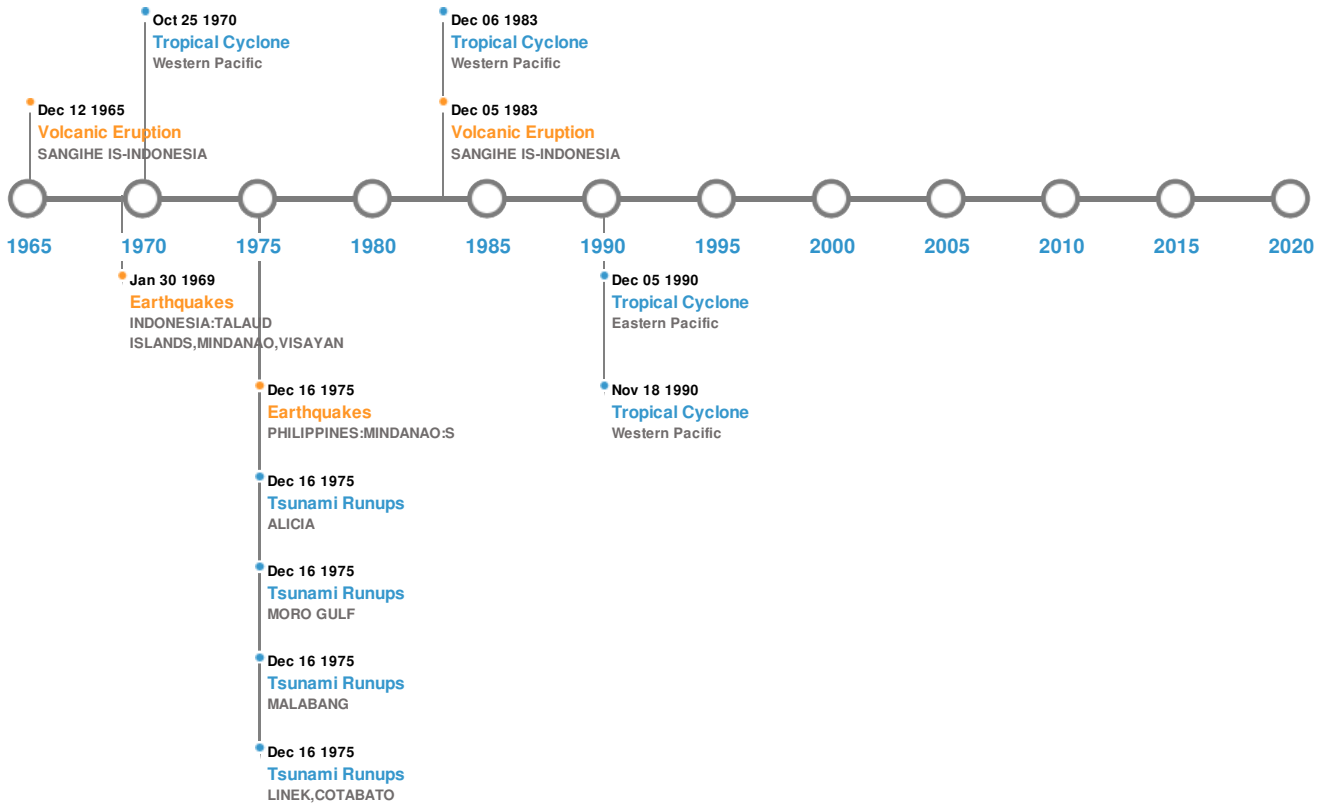 Oct 25 1970
Tropical Cyclone
Western Pacific
Dec 06 1983
Tropical Cyclone
Western Pacific
Dec 12 1965
Volcanic Eruption
SANGIHE IS-INDONESIA
Dec 05 1983
Volcanic Eruption
SANGIHE IS-INDONESIA
1965 1970 1975 1980 1985 1990 1995 2000 2005 2010 2015 2020
Jan 30 1969
Earthquakes
INDONESIA:TALAUD
ISLANDS,MINDANAO,VISAYAN
Dec 05 1990
Tropical Cyclone
Eastern Pacific
Dec 16 1975
Earthquakes
PHILIPPINES:MINDANAO:S
Nov 18 1990
Tropical Cyclone
Western Pacific
Dec 16 1975
Tsunami Runups
ALICIA
Dec 16 1975
Tsunami Runups
MORO GULF
Dec 16 1975
Tsunami Runups
MALABANG
Dec 16 1975
Tsunami Runups
LINEK,COTABATO